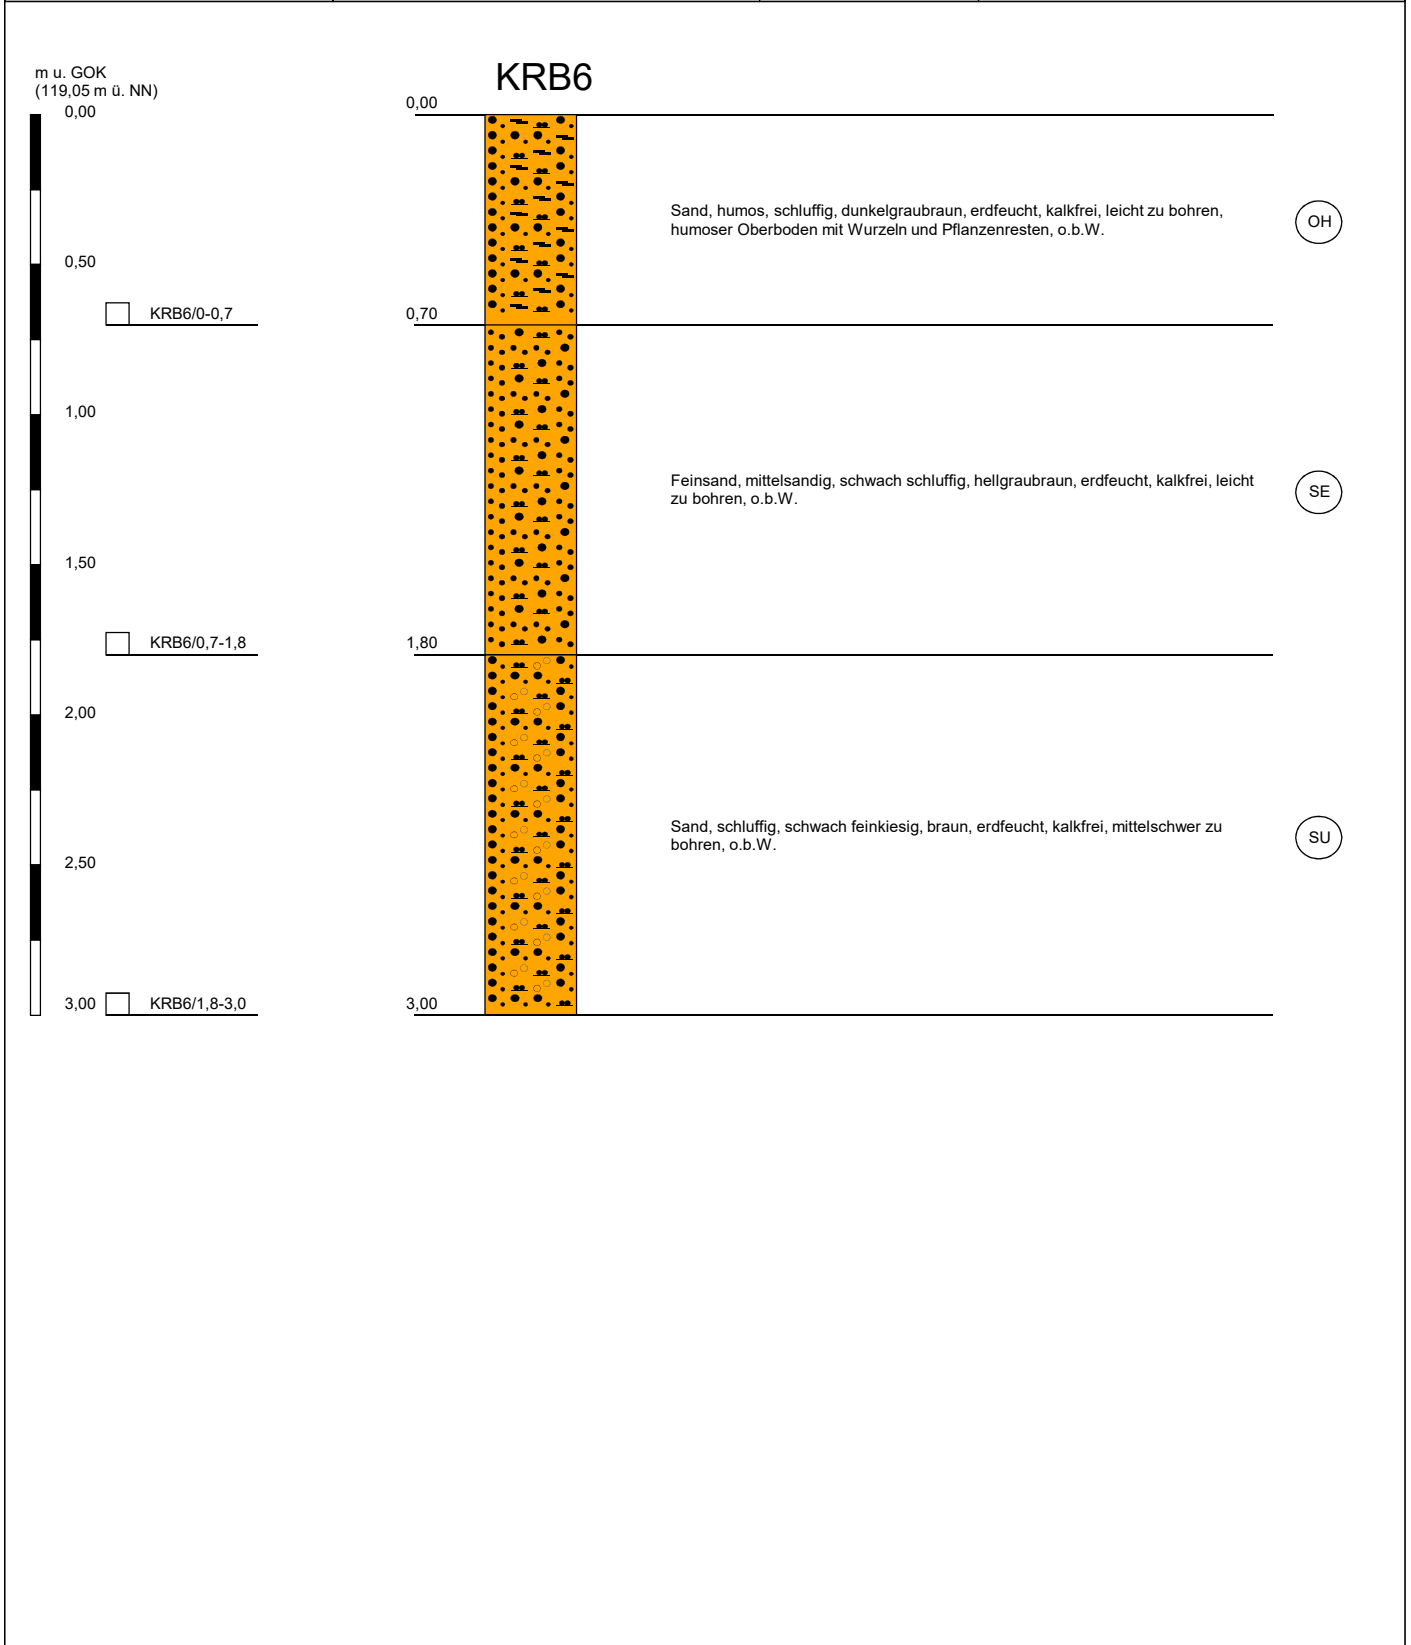 m u. GOK
(119,05 m ü. NN)
KRB6
0,00
0,00
Sand, humos, schluffig, dunkelgraubraun, erdfeucht, kalkfrei, leicht zu bohren,
humoser Oberboden mit Wurzeln und Pflanzenresten, o.b.W.
OH
0,50
KRB6/0-0,7
0,70
1,00
Feinsand, mittelsandig, schwach schluffig, hellgraubraun, erdfeucht, kalkfrei, leicht
zu bohren, o.b.W.
SE
1,50
KRB6/0,7-1,8
1,80
2,00
Sand, schluffig, schwach feinkiesig, braun, erdfeucht, kalkfrei, mittelschwer zu
bohren, o.b.W.
SU
2,50
3,00
KRB6/1,8-3,0
3,00